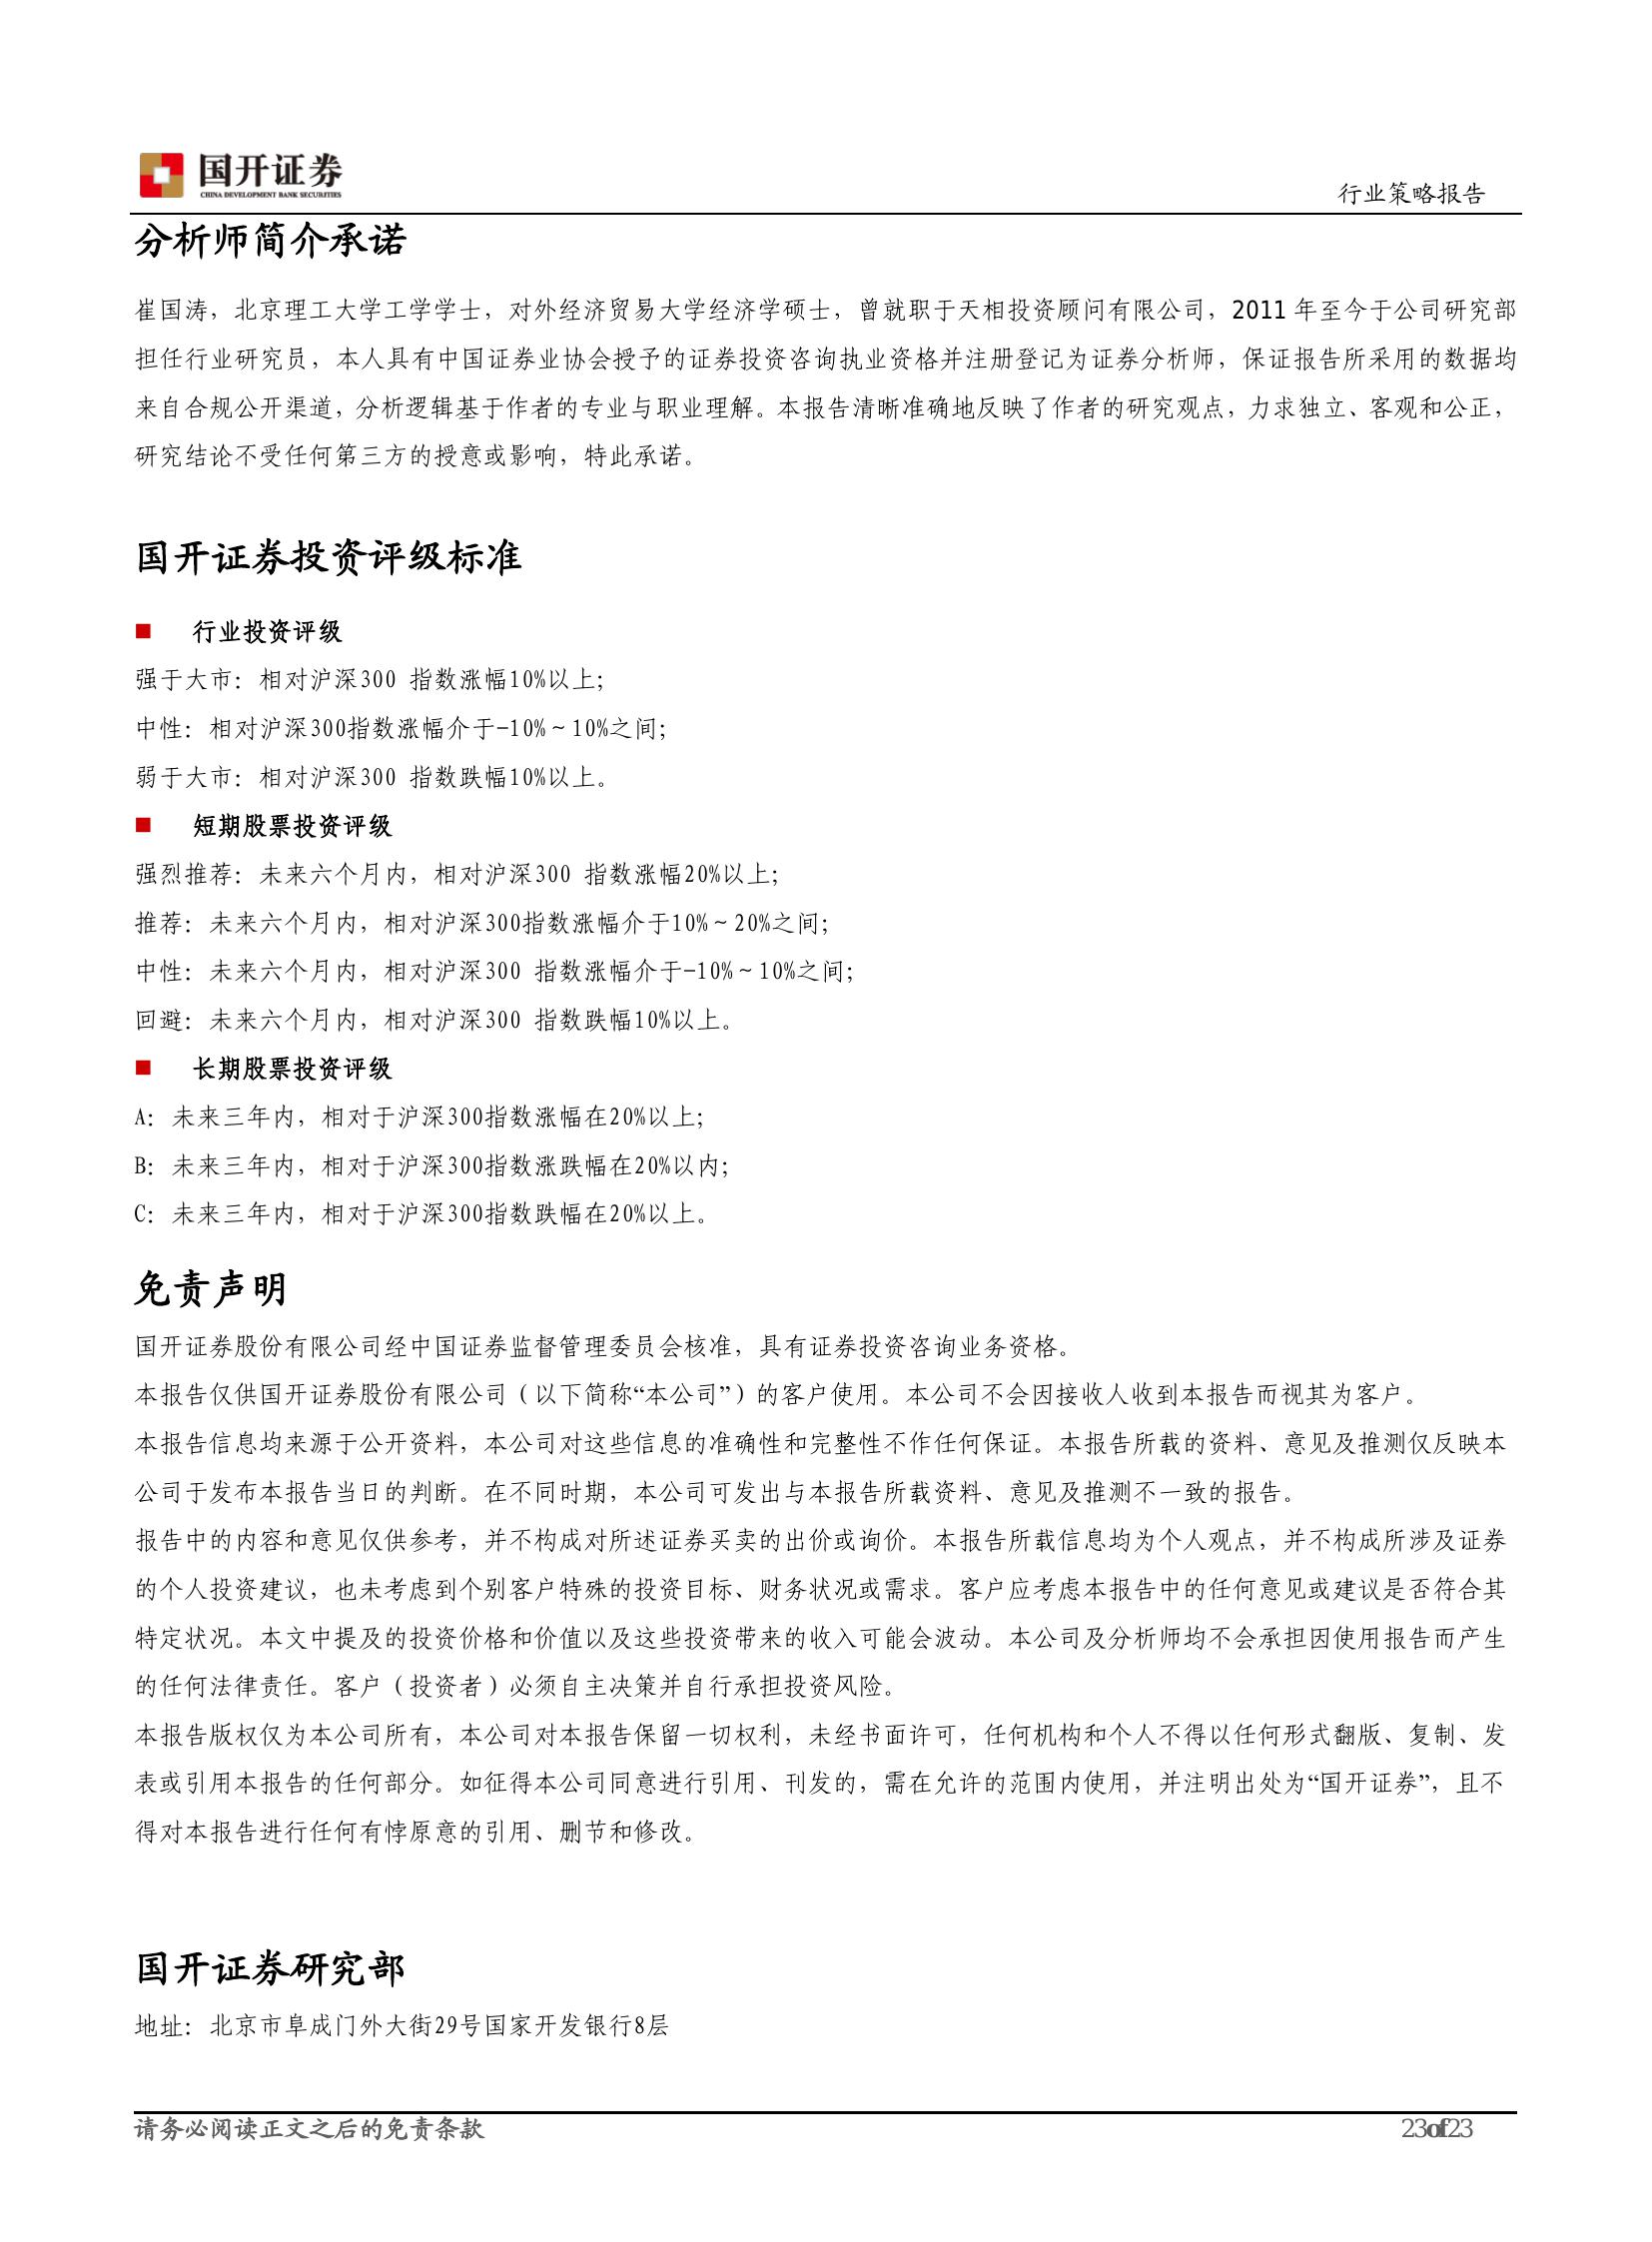 国开证券
CHINA DEVELOPMENT BANK SECURITIES
行业策略报告
分析师简介承诺
崔国涛，北京理工大学工学学士，对外经济贸易大学经济学硕士，曾就职于天相投资顾问有限公司，2011 年至今于公司研究部
担任行业研究员，本人具有中国证券业协会授予的证券投资咨询执业资格并注册登记为证券分析师，保证报告所采用的数据均
来自合规公开渠道，分析逻辑基于作者的专业与职业理解。本报告清晰准确地反映了作者的研究观点，力求独立、客观和公正，
研究结论不受任何第三方的授意或影响，特此承诺。
国开证券投资评级标准
■ 行业投资评级
强于大市：相对沪深300 指数涨幅10%以上；
中性：相对沪深300指数涨幅介于-10%～10%之间；
弱于大市：相对沪深300 指数跌幅10%以上。
■ 短期股票投资评级
强烈推荐：未来六个月内，相对沪深300 指数涨幅20%以上；
推荐：未来六个月内，相对沪深300指数涨幅介于10%～20%之间；
中性：未来六个月内，相对沪深300 指数涨幅介于-10%～10%之间；
回避：未来六个月内，相对沪深300 指数跌幅10%以上。
■ 长期股票投资评级
A：未来三年内，相对于沪深300指数涨幅在20%以上；
B：未来三年内，相对于沪深300指数涨跌幅在20%以内；
C：未来三年内，相对于沪深300指数跌幅在20%以上。
免责声明
国开证券股份有限公司经中国证券监督管理委员会核准，具有证券投资咨询业务资格。
本报告仅供国开证券股份有限公司（以下简称“本公司”）的客户使用。本公司不会因接收人收到本报告而视其为客户。
本报告信息均来源于公开资料，本公司对这些信息的准确性和完整性不作任何保证。本报告所载的资料、意见及推测仅反映本
公司于发布本报告当日的判断。在不同时期，本公司可发出与本报告所载资料、意见及推测不一致的报告。
报告中的内容和意见仅供参考，并不构成对所述证券买卖的出价或询价。本报告所载信息均为个人观点，并不构成所涉及证券
的个人投资建议，也未考虑到个别客户特殊的投资目标、财务状况或需求。客户应考虑本报告中的任何意见或建议是否符合其
特定状况。本文中提及的投资价格和价值以及这些投资带来的收入可能会波动。本公司及分析师均不会承担因使用报告而产生
的任何法律责任。客户（投资者）必须自主决策并自行承担投资风险。
本报告版权仅为本公司所有，本公司对本报告保留一切权利，未经书面许可，任何机构和个人不得以任何形式翻版、复制、发
表或引用本报告的任何部分。如征得本公司同意进行引用、刊发的，需在允许的范围内使用，并注明出处为“国开证券”，且不
得对本报告进行任何有悖原意的引用、删节和修改。
国开证券研究部
地址：北京市阜成门外大街29号国家开发银行8层
请务必阅读正文之后的免责条款
23of23